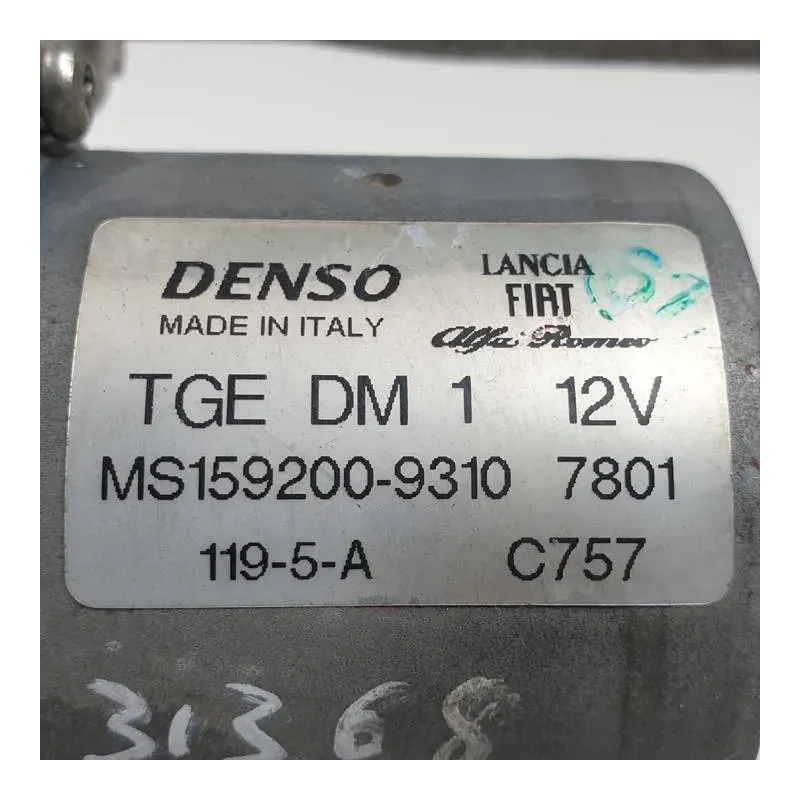 DENSO
MADE IN ITALY
LANCIA
FIAT
Alfa Romeo
TGE DM 1 12V
MS159200-9310 7801
119-5-A C757
31368